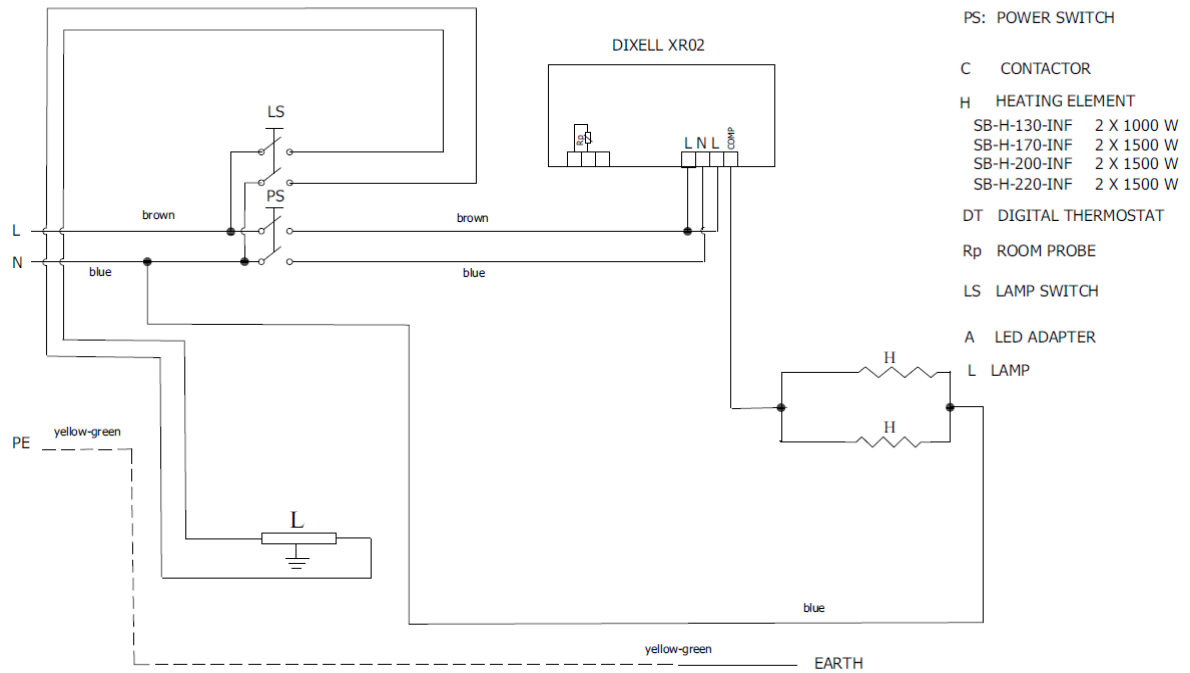 PS: POWER SWITCH
DIXELL XR02
C CONTACTOR
H HEATING ELEMENT
SB-H-130-INF 2 X 1000 W
SB-H-170-INF 2 X 1500 W
SB-H-200-INF 2 X 1500 W
SB-H-220-INF 2 X 1500 W
DT DIGITAL THERMOSTAT
Rp ROOM PROBE
LS LAMP SWITCH
A LED ADAPTER
L LAMP
LS
Rp
L N L COMP
PS
brown
brown
L
N
blue
blue
H
H
yellow-green
PE
L
blue
yellow-green
EARTH